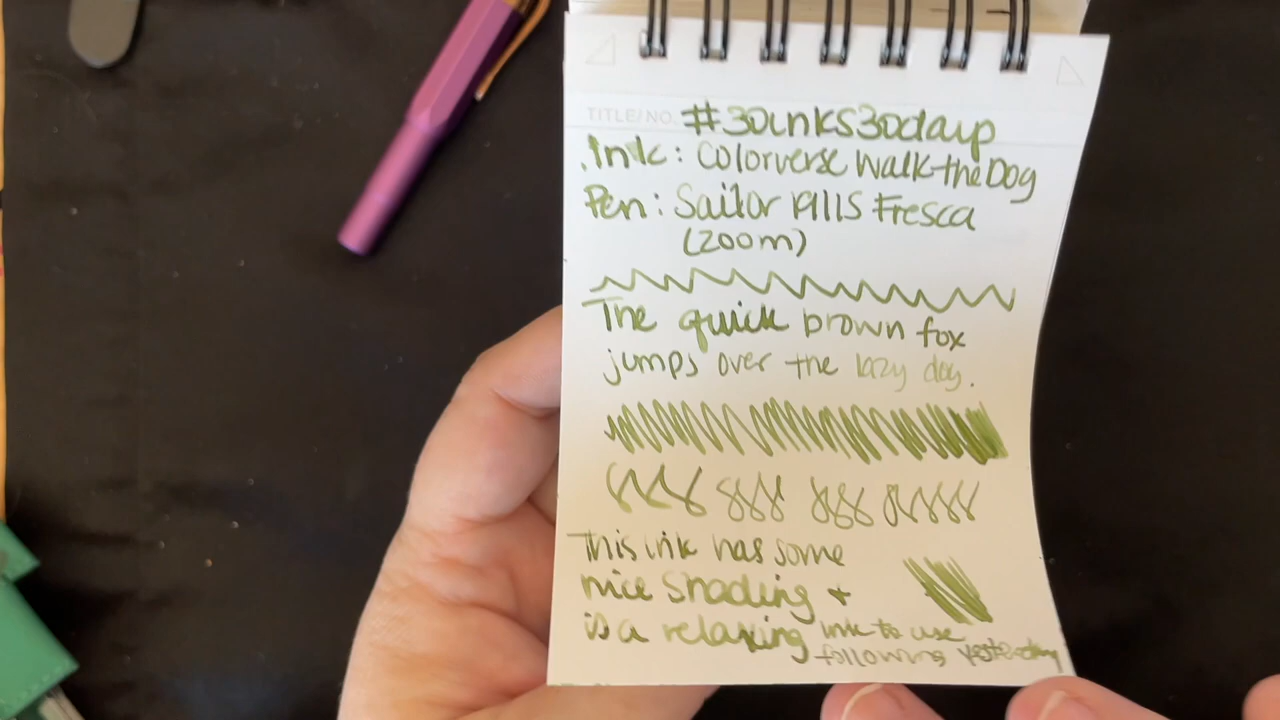 TITLE/NO. #30inks30days
Ink: Colorverse Walk the Dog
Pen: Sailor 1911S Fresca
(zoom)
The quick brown fox
jumps over the lazy dog.
This ink has some
nice shading +
is a relaxing ink to use
following yesterday